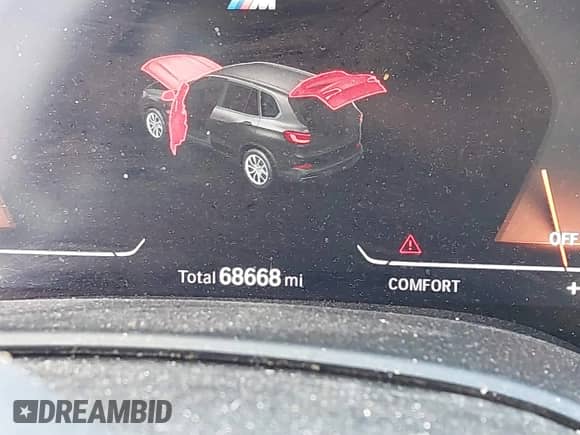 M
Total 68668 mi
OFF
COMFORT
+
DREAMBID